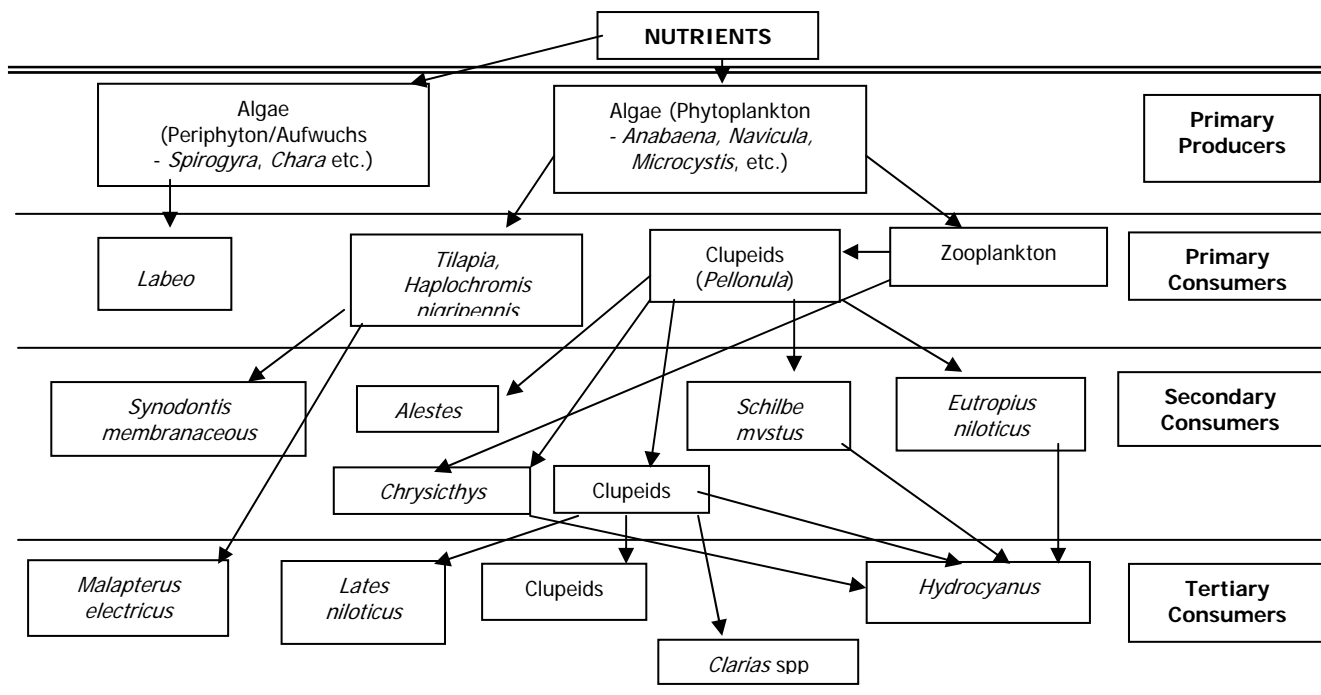 NUTRIENTS
Algae
(Periphyton/Aufwuchs
- Spirogyra, Chara etc.)
Algae (Phytoplankton
- Anabaena, Navicula,
Microcystis, etc.)
Primary
Producers
Labeo
Tilapia,
Haplochromis
nigripennis
Clupeids
(Pellonula)
Zooplankton
Primary
Consumers
Synodontis
membranaceous
Alestes
Schilbe
mystus
Eutropius
niloticus
Secondary
Consumers
Chrysicthys
Clupeids
Malapterus
electricus
Lates
niloticus
Clupeids
Hydrocyanus
Tertiary
Consumers
Clarias spp